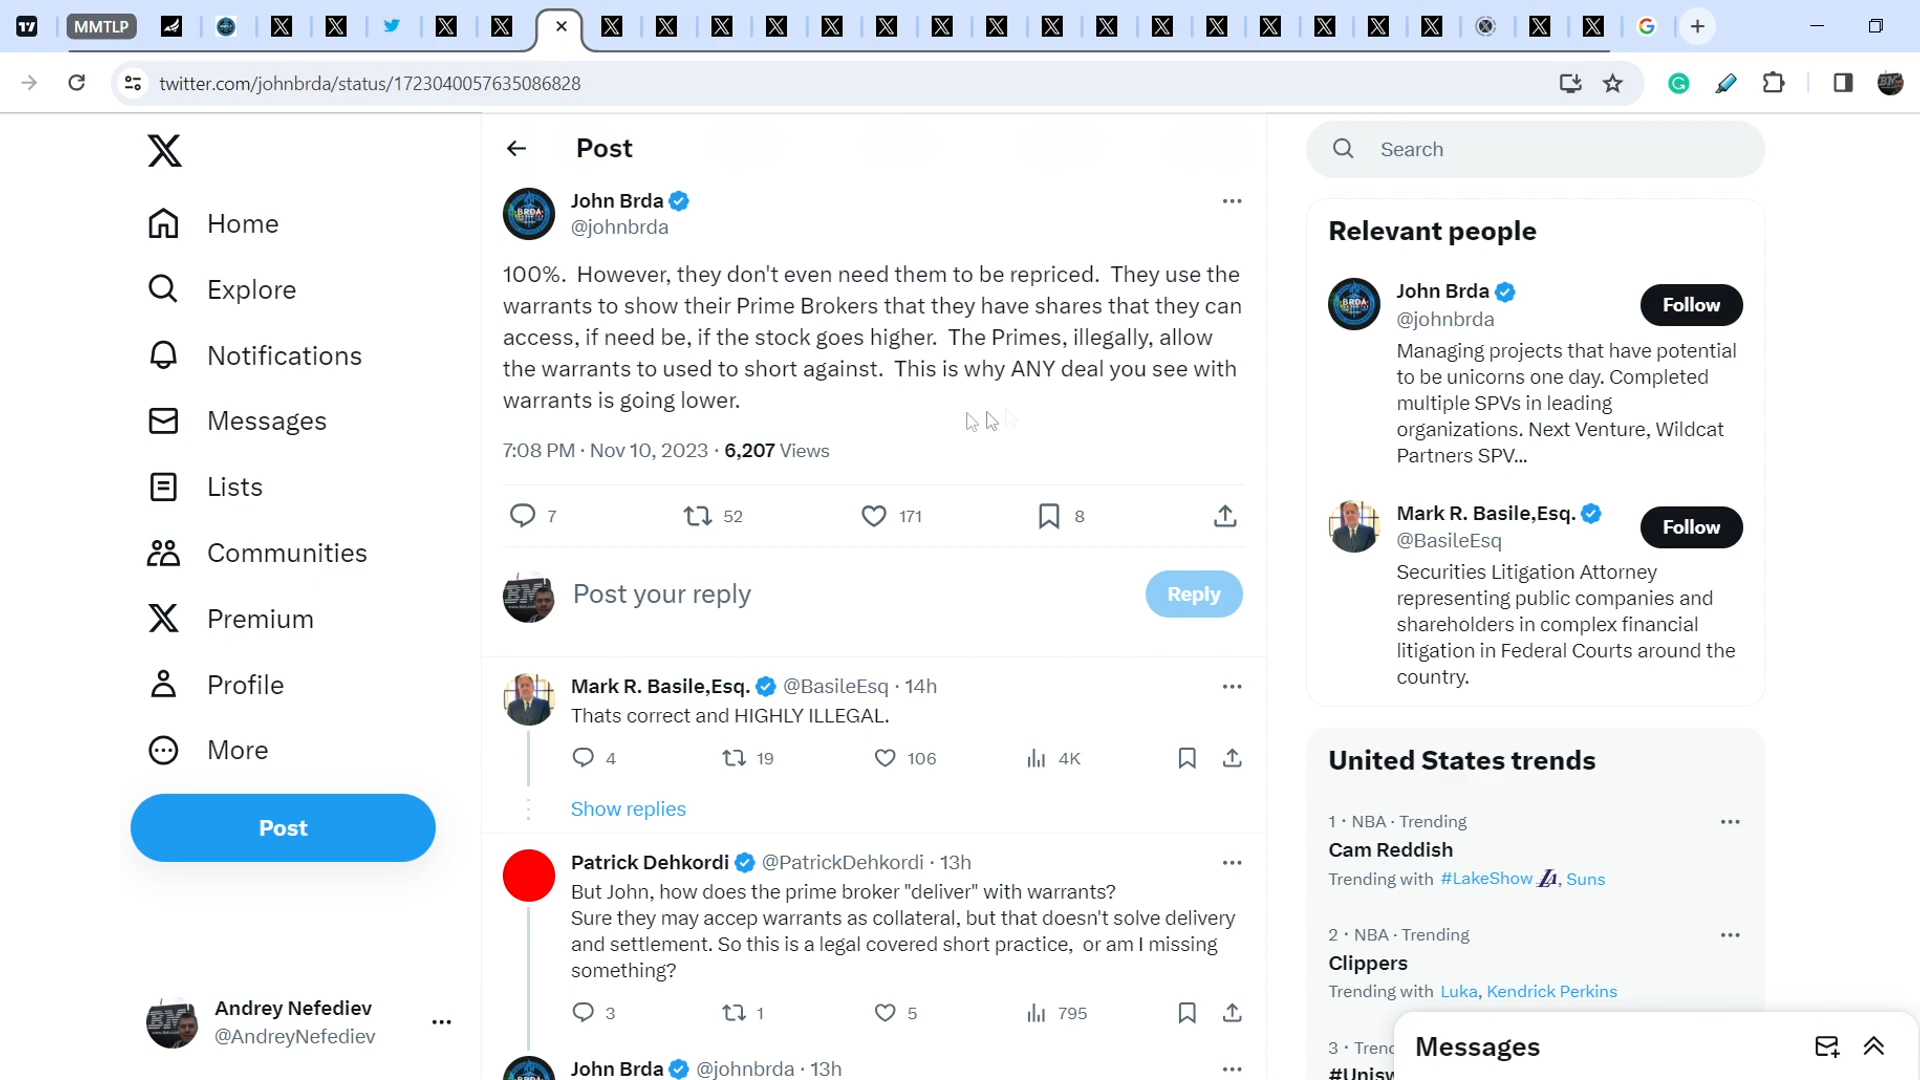 MMTLP
twitter.com/johnbrda/status/1723040057635086828
Post
Search
Home
Explore
Notifications
Messages
Lists
Communities
Premium
Profile
More
Post
Andrey Nefediev
@AndreyNefediev
John Brda
@johnbrda
100%.  However, they don't even need them to be repriced.  They use the
warrants to show their Prime Brokers that they have shares that they can
access, if need be, if the stock goes higher.  The Primes, illegally, allow
the warrants to used to short against.  This is why ANY deal you see with
warrants is going lower.
7:08 PM · Nov 10, 2023 · 6,207 Views
7 52 171 8
Post your reply
Reply
Mark R. Basile,Esq. @BasileEsq · 14h
Thats correct and HIGHLY ILLEGAL.
4 19 106 4K
Show replies
Patrick Dehkordi @PatrickDehkordi · 13h
But John, how does the prime broker "deliver" with warrants?
Sure they may accep warrants as collateral, but that doesn't solve delivery
and settlement. So this is a legal covered short practice,  or am I missing
something?
3 1 5 795
John Brda @johnbrda · 13h
Relevant people
John Brda
@johnbrda
Follow
Managing projects that have potential
to be unicorns one day. Completed
multiple SPVs in leading
organizations. Next Venture, Wildcat
Partners SPV...
Mark R. Basile,Esq.
@BasileEsq
Follow
Securities Litigation Attorney
representing public companies and
shareholders in complex financial
litigation in Federal Courts around the
country.
United States trends
1 · NBA · Trending
Cam Reddish
Trending with #LakeShow, Suns
2 · NBA · Trending
Clippers
Trending with Luka, Kendrick Perkins
3 · Trenc
#Unisw
Messages